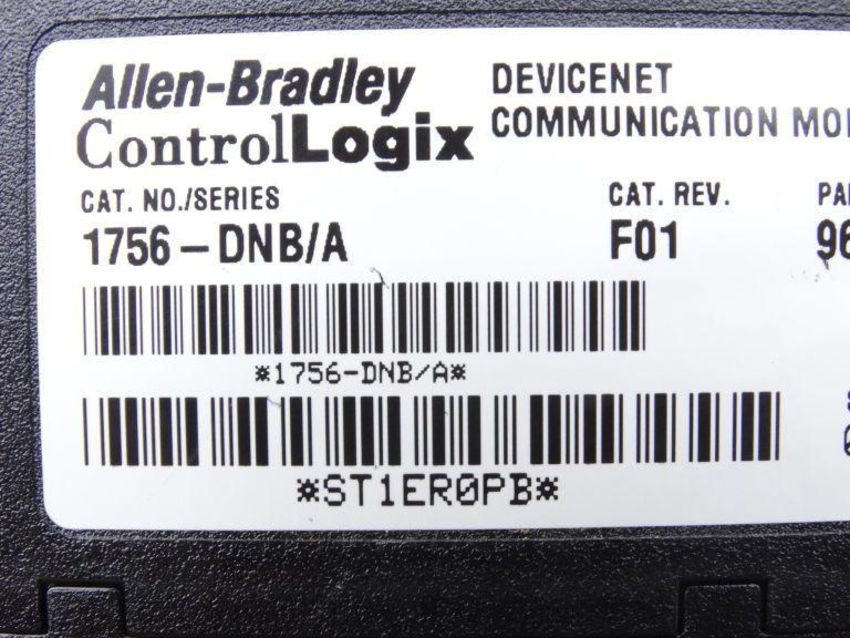 Allen-Bradley
ControlLogix
DEVICENET
COMMUNICATION
CAT. NO./SERIES
CAT. REV.
1756-DNB/A
F01
*1756-DNB/A*
*ST1ER0PB*